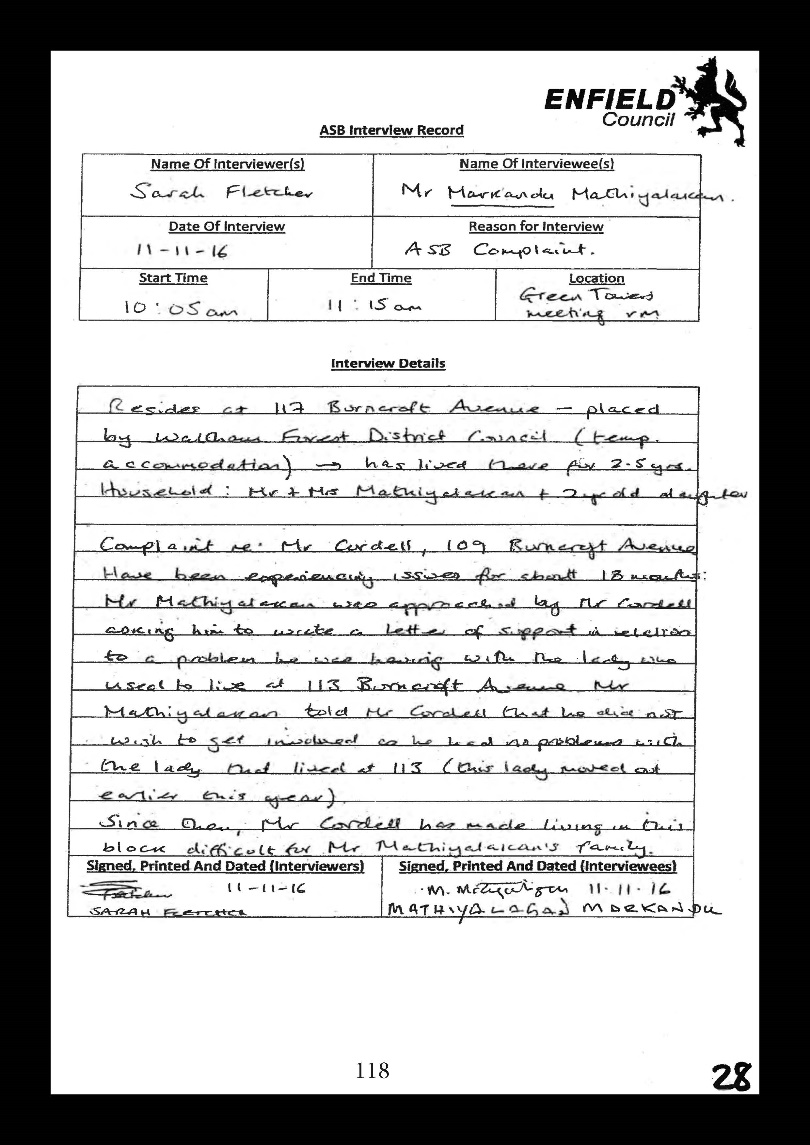 ENFIELD
Council
ASB Interview Record
Name Of Interviewer(s)
Name Of Interviewee(s)
Sarah Fletcher
Mr Markandu Mathiyalakan.
Date Of Interview
Reason for Interview
11-11-16
ASB Complaint.
Start Time
End Time
Location
10:05am
11:15am
Green Towers
meeting rm
Interview Details
Resides at 117 Burncroft Avenue – placed
by Waltham Forest District Council (temp.
accommodation) → has lived there for 2.5 yrs.
Household: Mr + Mrs Mathiyalakan + 2 yr old daughter
Complaint re. Mr Cordell, 109 Burncroft Avenue
Have been experiencing issues for about 18 months:
Mr Mathiyalakan was approached by Mr Cordell
asking him to write a letter of support in relation
to a problem he was having with the lady who
used to live at 113 Burncroft Avenue Mr
Mathiyalakan told Mr Cordell that he did not
wish to get involved as he had no problems with
the lady that lived at 113 (this lady moved out
earlier this year).
Since then, Mr Cordell has made living in this
block difficult for Mr Mathiyalakan's family.
Signed, Printed And Dated (Interviewers)
Signed, Printed And Dated (Interviewees)
11-11-16
M. 11.11.16
SARAH FLETCHER
MATHIYALAGAN MARKANDU
118
28